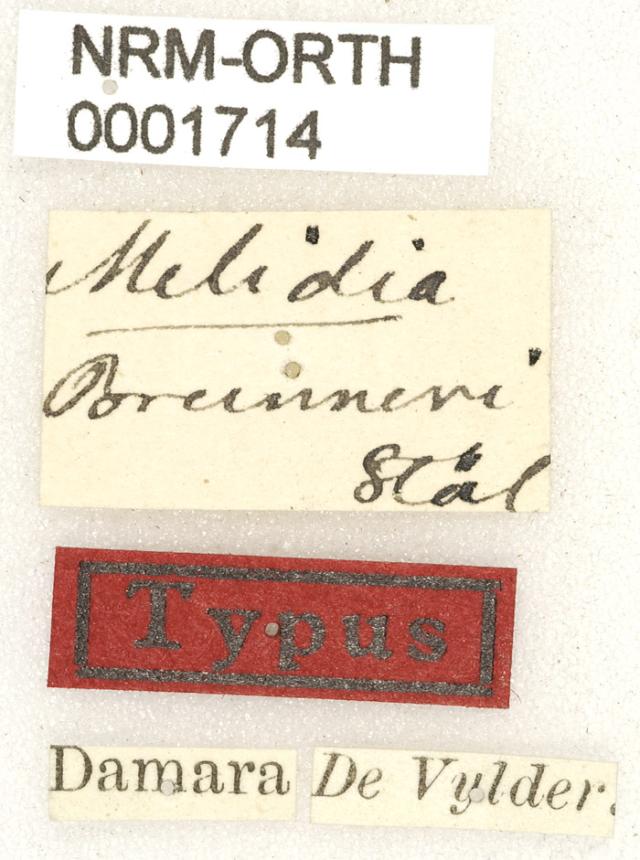 NRM-ORTH
0001714
Melidia
Brunneri
Stål
Typus
Damara De Vylder.